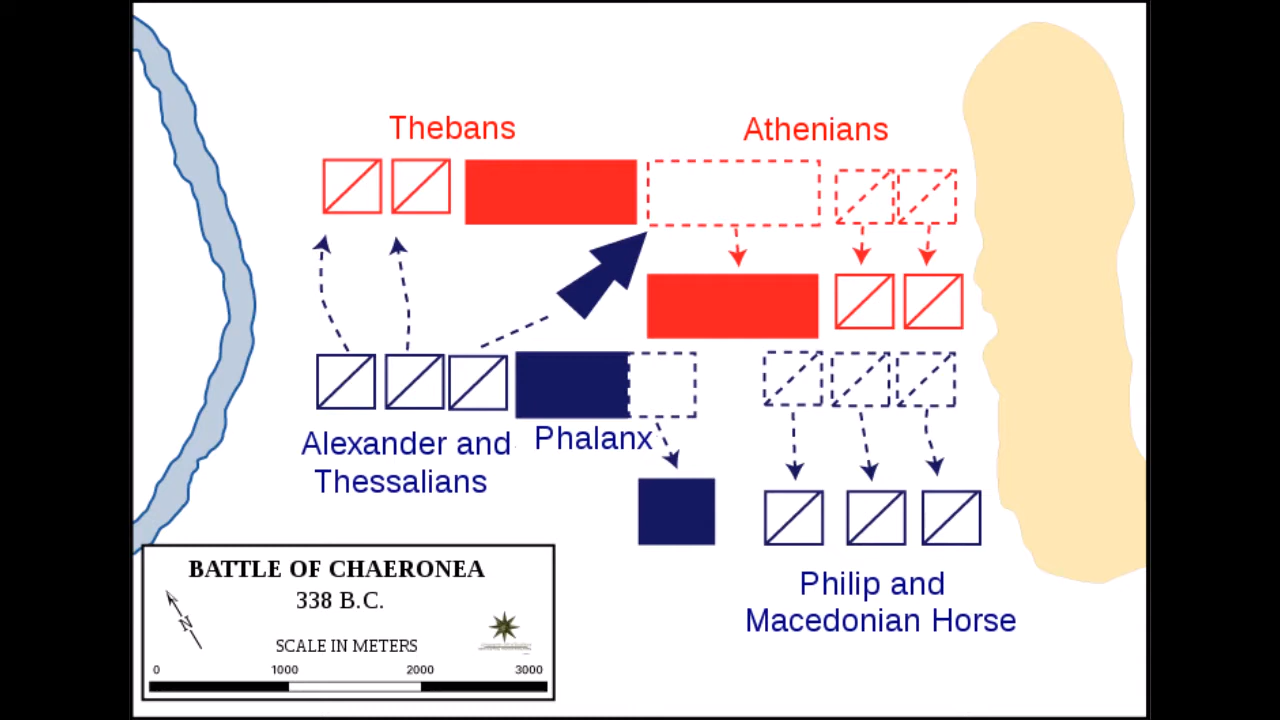 Thebans
Athenians
Alexander and
Thessalians
Phalanx
Philip and
Macedonian Horse
BATTLE OF CHAERONEA
338 B.C.
N
SCALE IN METERS
0 1000 2000 3000